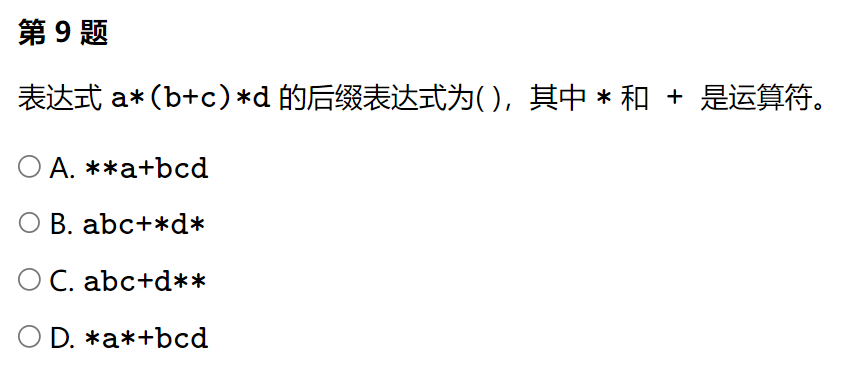 第 9 题
表达式 a*(b+c)*d 的后缀表达式为( )，其中 * 和 + 是运算符。
A. **a+bcd
B. abc+*d*
C. abc+d**
D. *a*+bcd